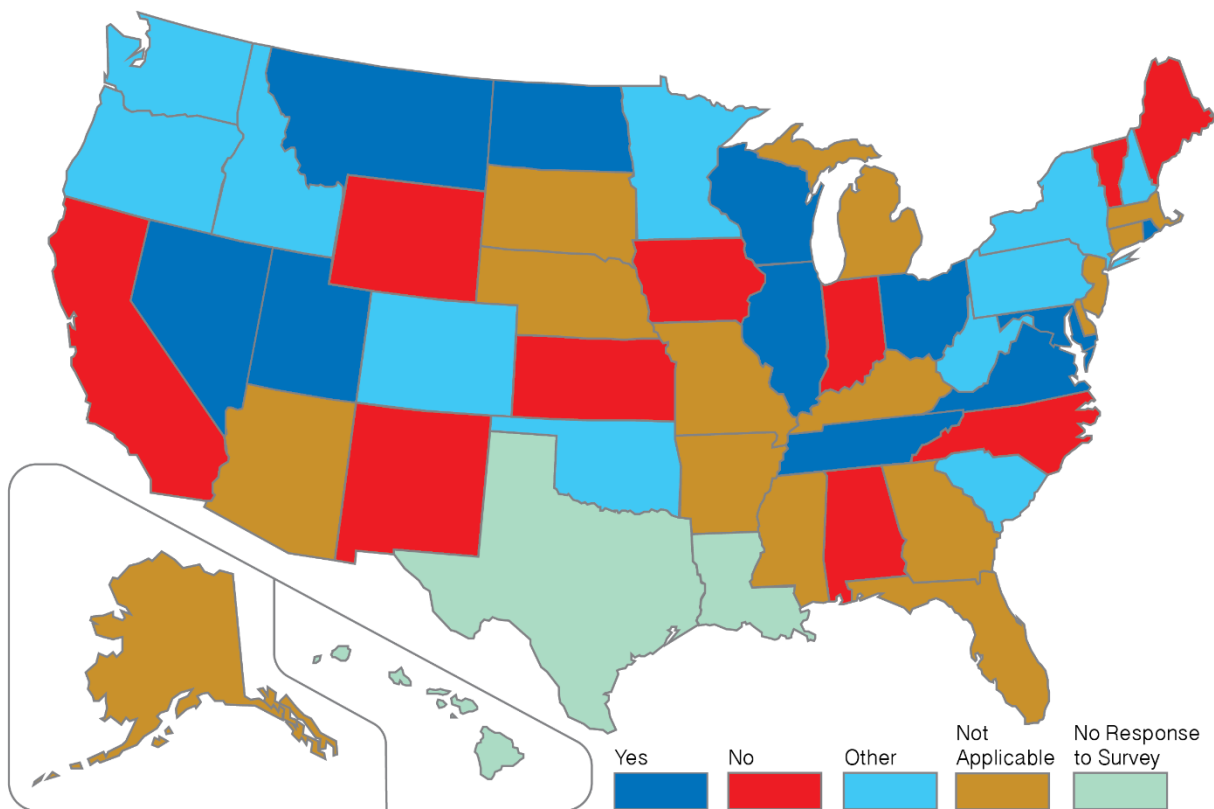 Yes
No
Other
Not
Applicable
No Response
to Survey